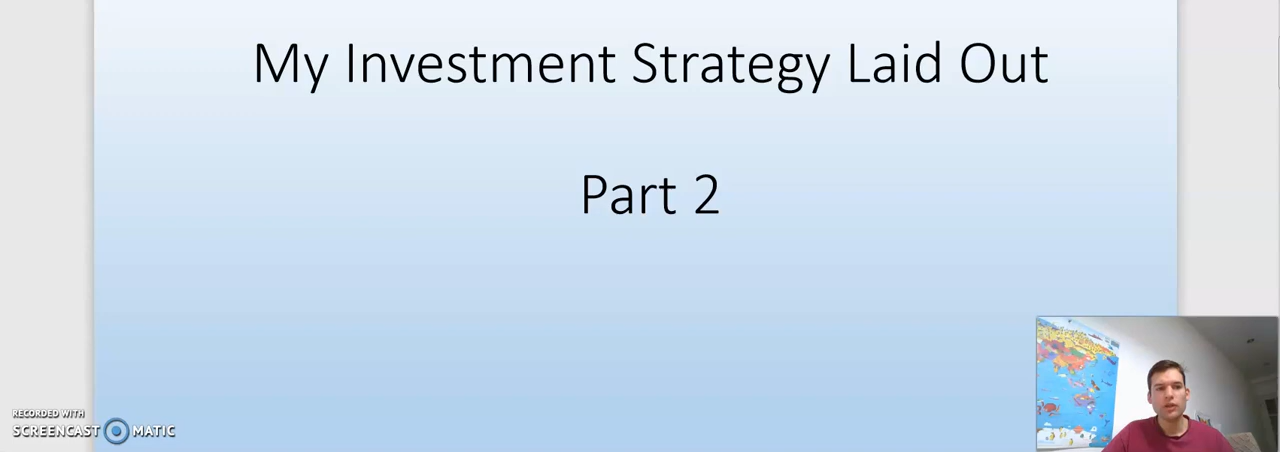 My Investment Strategy Laid Out
Part 2
RECORDED WITH
SCREENCAST MATIC